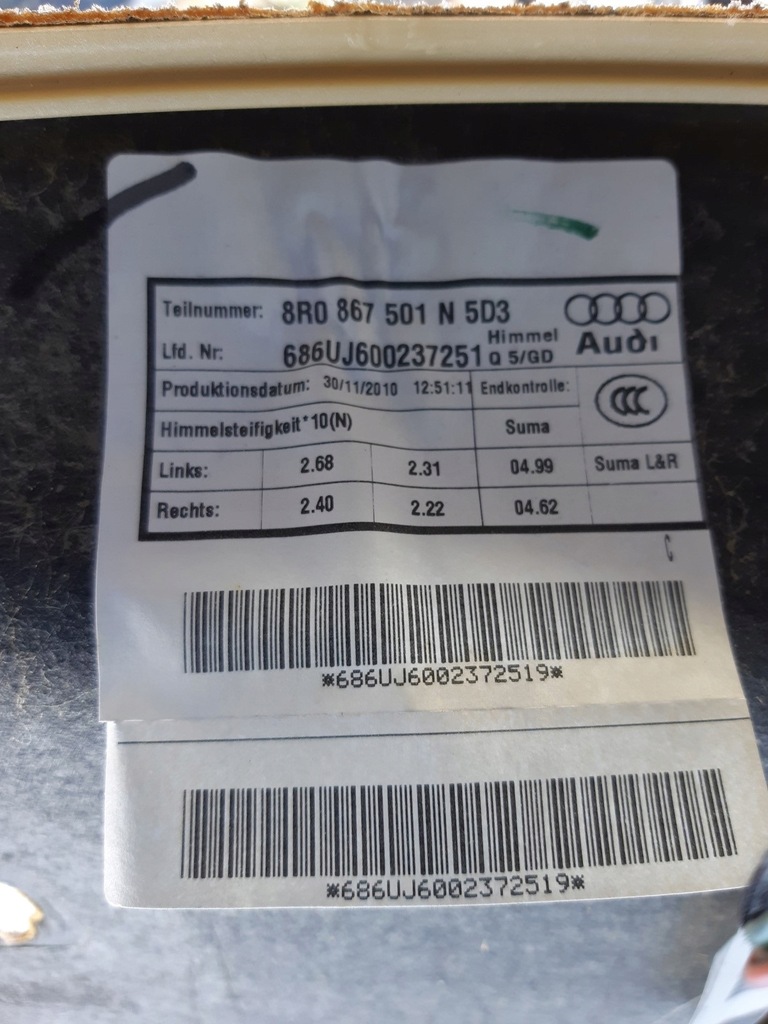 Teilnummer: 8R0 867 501 N 5D3
Lfd. Nr: 686UJ600237251 Himmel Q 5/GD Audi
Produktionsdatum: 30/11/2010 12:51:11 Endkontrolle: CCC
Himmelsteifigkeit*10(N) Suma
Links: 2.68 2.31 04.99 Suma L&R
Rechts: 2.40 2.22 04.62
C
*686UJ6002372519*
*686UJ6002372519*